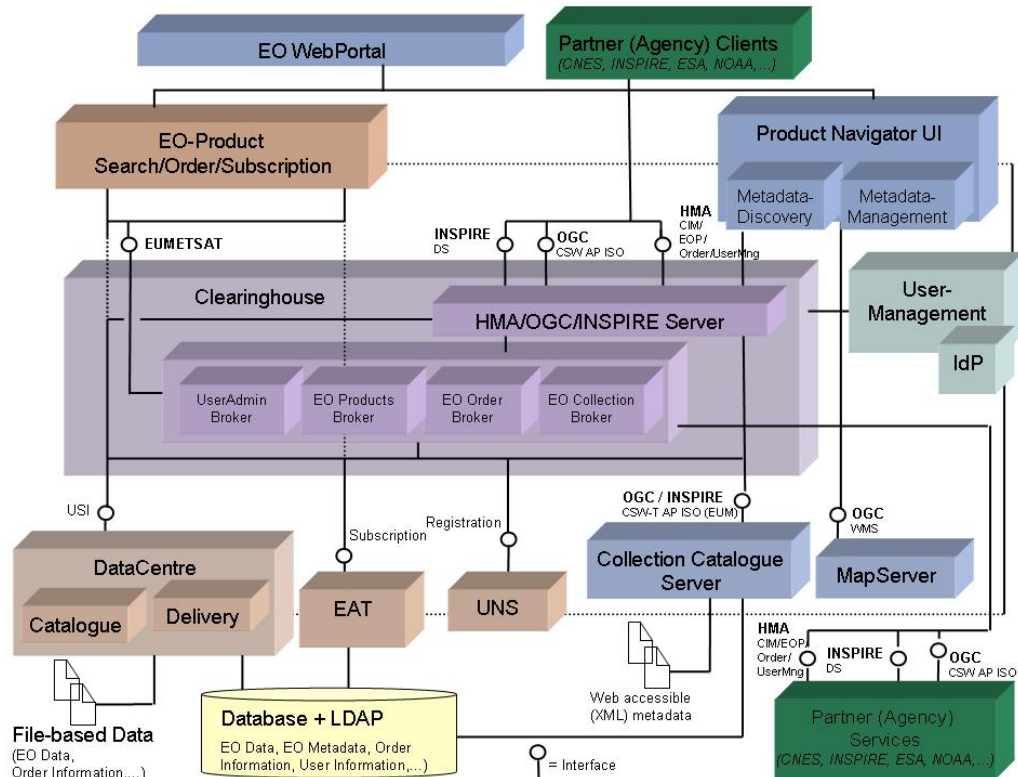 EO WebPortal
Partner (Agency) Clients
(CNES, INSPIRE, ESA, NOAA,...)
EO-Product
Search/Order/Subscription
Product Navigator UI
Metadata-
Discovery
Metadata-
Management
EUMETSAT
INSPIRE
DS
OGC
CSW AP ISO
HMA
CIM/
EOP/
Order/UserMng
Clearinghouse
HMA/OGC/INSPIRE Server
User-
Management
IdP
UserAdmin
Broker
EO Products
Broker
EO Order
Broker
EO Collection
Broker
USI
Subscription
Registration
OGC / INSPIRE
CSW-T AP ISO (EUM)
OGC
WMS
DataCentre
Catalogue
Delivery
EAT
UNS
Collection Catalogue
Server
MapServer
HMA
CIM/EOP/
Order/
UserMng
INSPIRE
DS
OGC
CSW AP ISO
File-based Data
(EO Data,
Order Information,...)
Database + LDAP
EO Data, EO Metadata, Order
Information, User Information,...)
Web accessible
(XML) metadata
= Interface
Partner (Agency)
Services
(CNES, INSPIRE, ESA, NOAA,...)